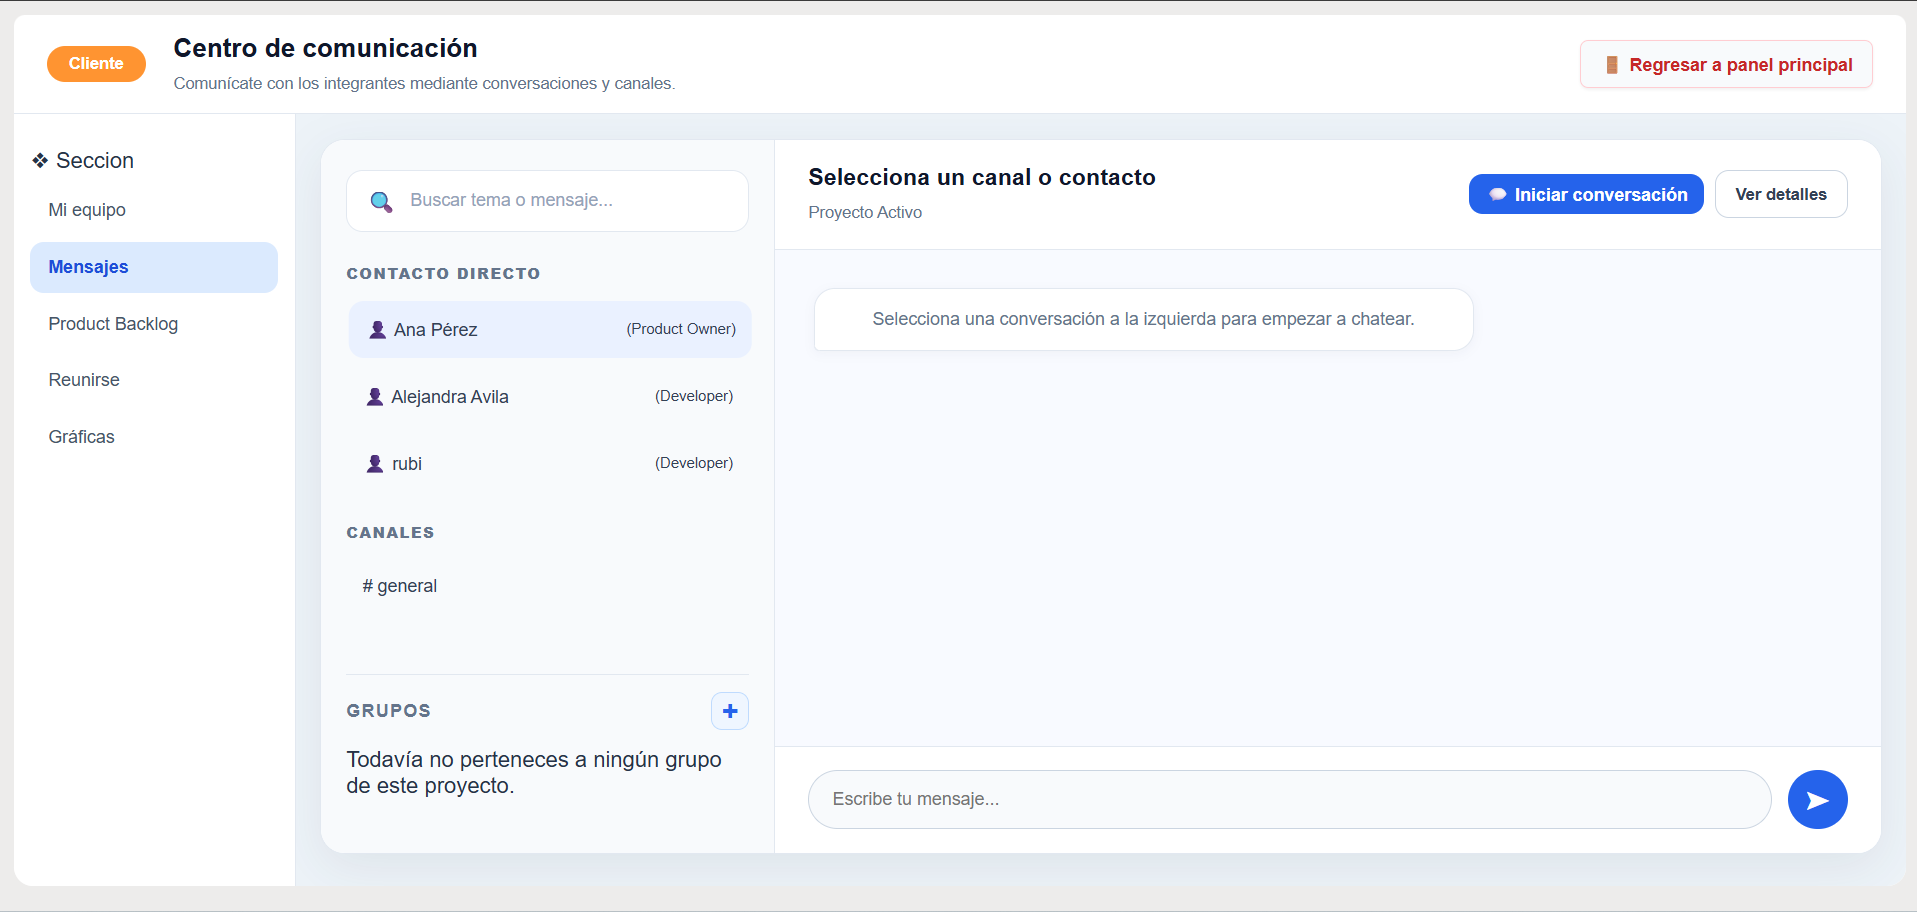 Cliente
Centro de comunicación
Comunícate con los integrantes mediante conversaciones y canales.
Regresar a panel principal
❖ Seccion
Mi equipo
Mensajes
Product Backlog
Reunirse
Gráficas
Buscar tema o mensaje...
CONTACTO DIRECTO
Ana Pérez (Product Owner)
Alejandra Avila (Developer)
rubi (Developer)
CANALES
# general
GRUPOS
Todavía no perteneces a ningún grupo
de este proyecto.
Selecciona un canal o contacto
Proyecto Activo
Iniciar conversación
Ver detalles
Selecciona una conversación a la izquierda para empezar a chatear.
Escribe tu mensaje...